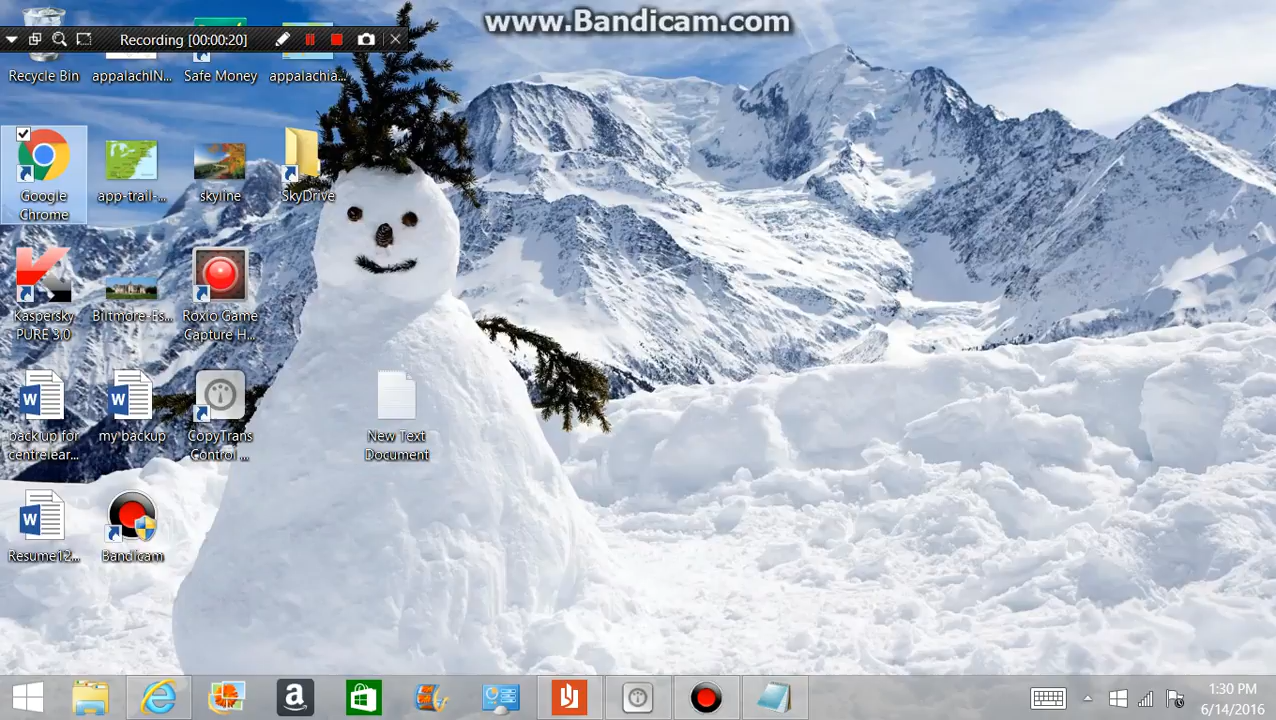 www.Bandicam.com
Recording [00:00:20]
Recycle Bin
appalachIN...
Safe Money
appalachia...
Google
Chrome
app-trail-...
skyline
SkyDrive
Kaspersky
PURE 3.0
Biltmore-Es...
Roxio Game
Capture H...
back up for
centrelear...
my backup
CopyTrans
Control ...
New Text
Document
Resume12...
Bandicam
1:30 PM
6/14/2016